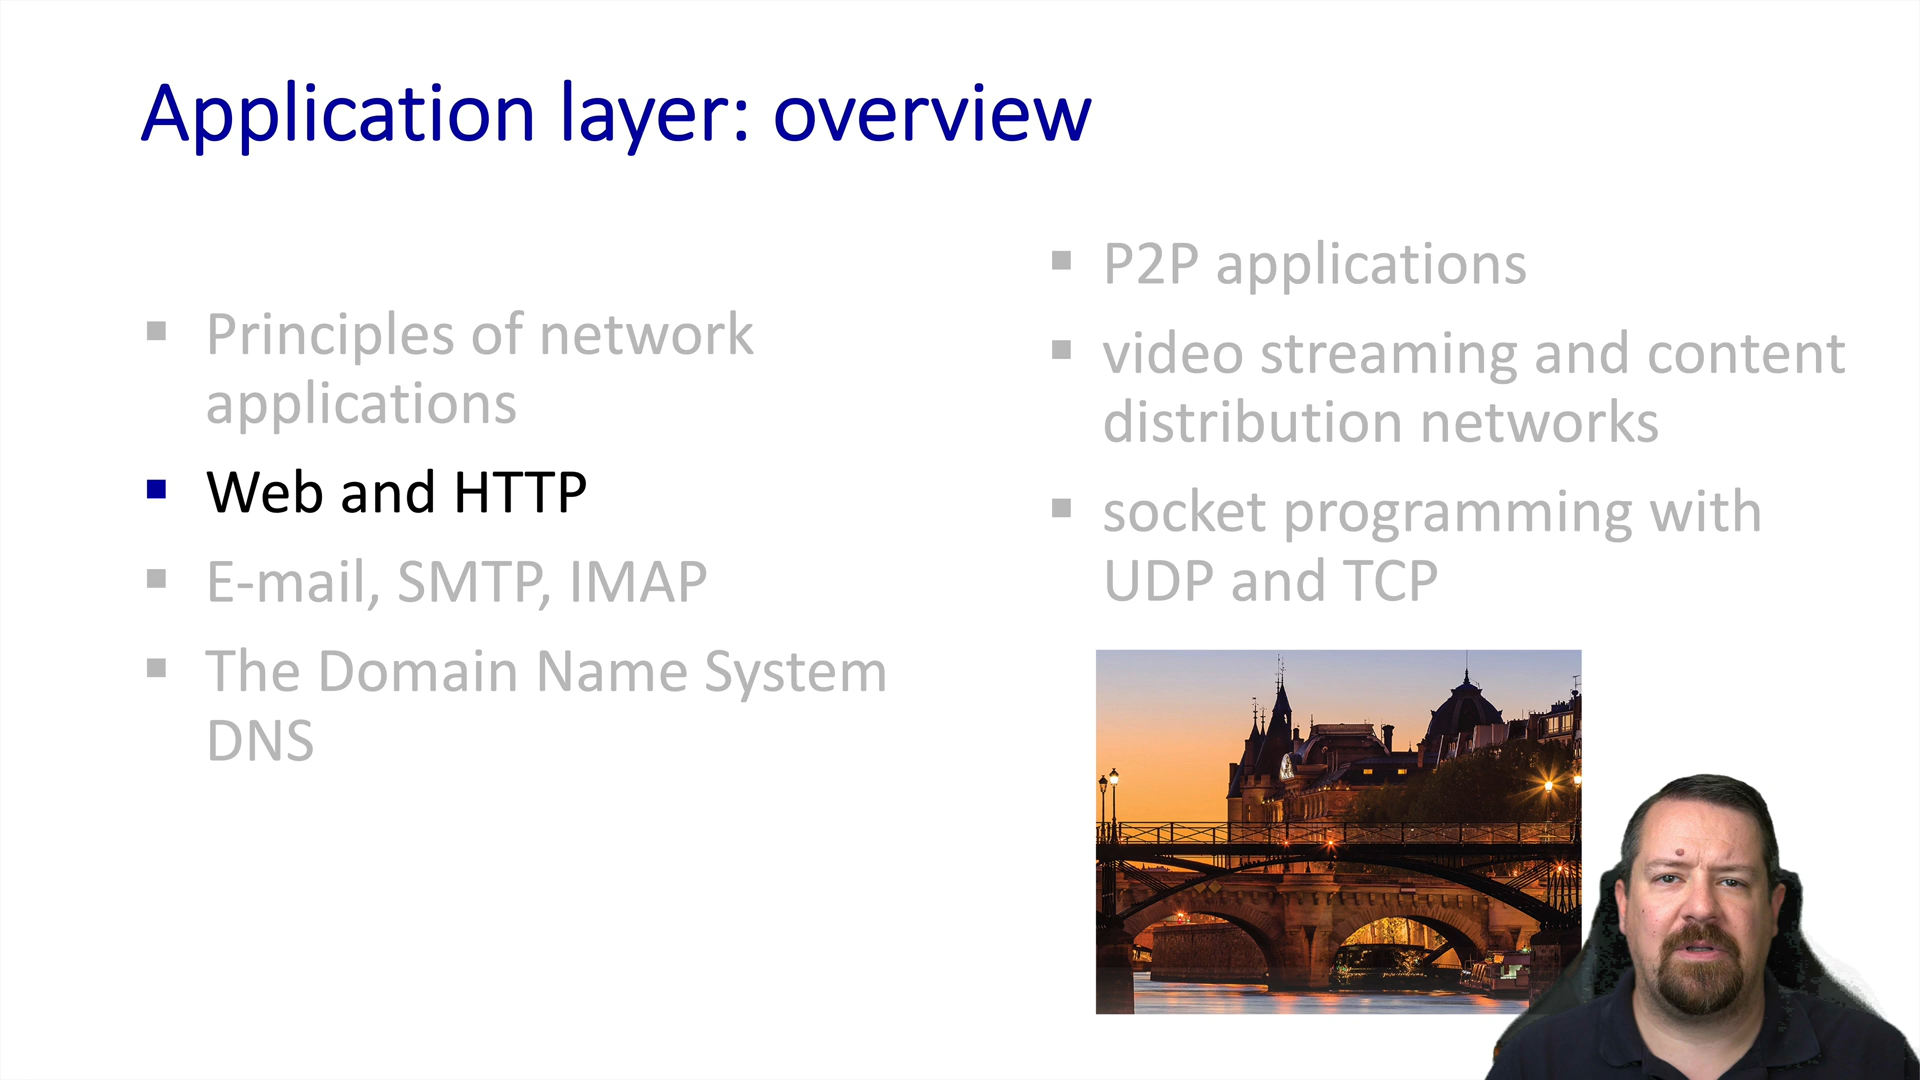 Application layer: overview
Principles of network
applications
Web and HTTP
E-mail, SMTP, IMAP
The Domain Name System
DNS
P2P applications
video streaming and content
distribution networks
socket programming with
UDP and TCP